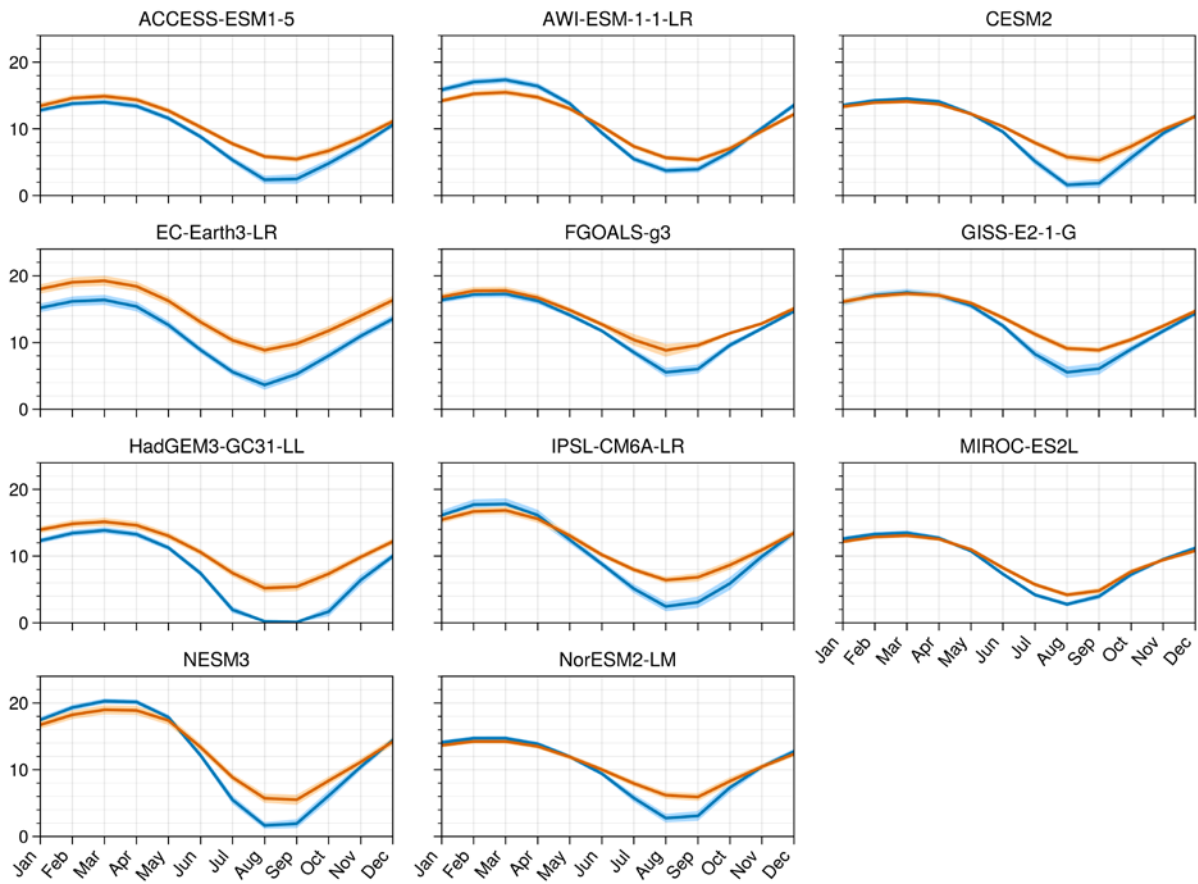 ACCESS-ESM1-5 AWI-ESM-1-1-LR CESM2
20
10
0
EC-Earth3-LR FGOALS-g3 GISS-E2-1-G
20
10
0
HadGEM3-GC31-LL IPSL-CM6A-LR MIROC-ES2L
20
10
0
Jan Feb Mar Apr May Jun Jul Aug Sep Oct Nov Dec
NESM3 NorESM2-LM
20
10
0
Jan Feb Mar Apr May Jun Jul Aug Sep Oct Nov Dec
Jan Feb Mar Apr May Jun Jul Aug Sep Oct Nov Dec